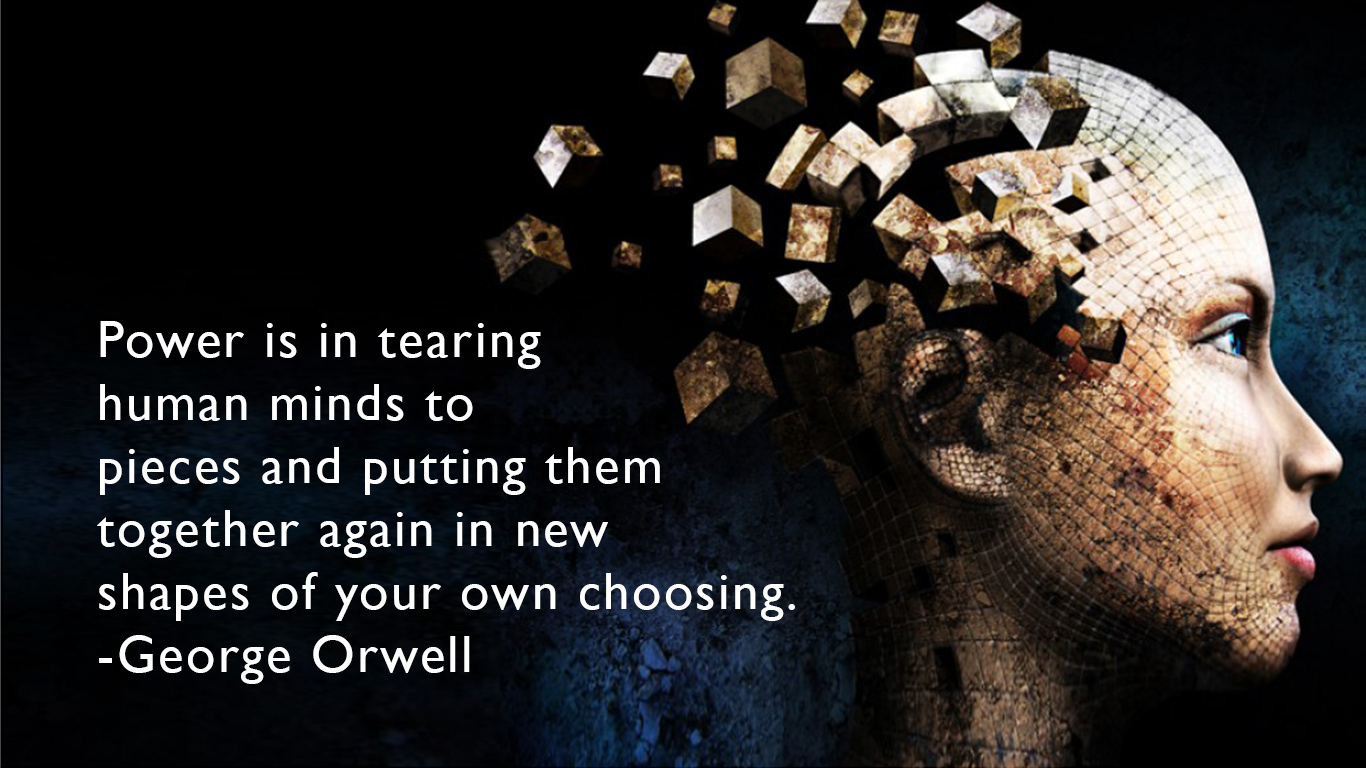 Power is in tearing
human minds to
pieces and putting them
together again in new
shapes of your own choosing.
-George Orwell